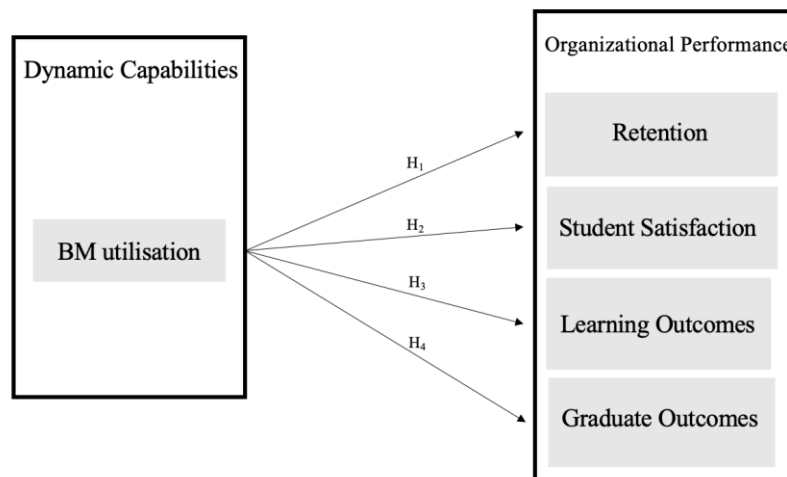 Dynamic Capabilities
BM utilisation
H₁
H₂
H₃
H₄
Organizational Performance
Retention
Student Satisfaction
Learning Outcomes
Graduate Outcomes